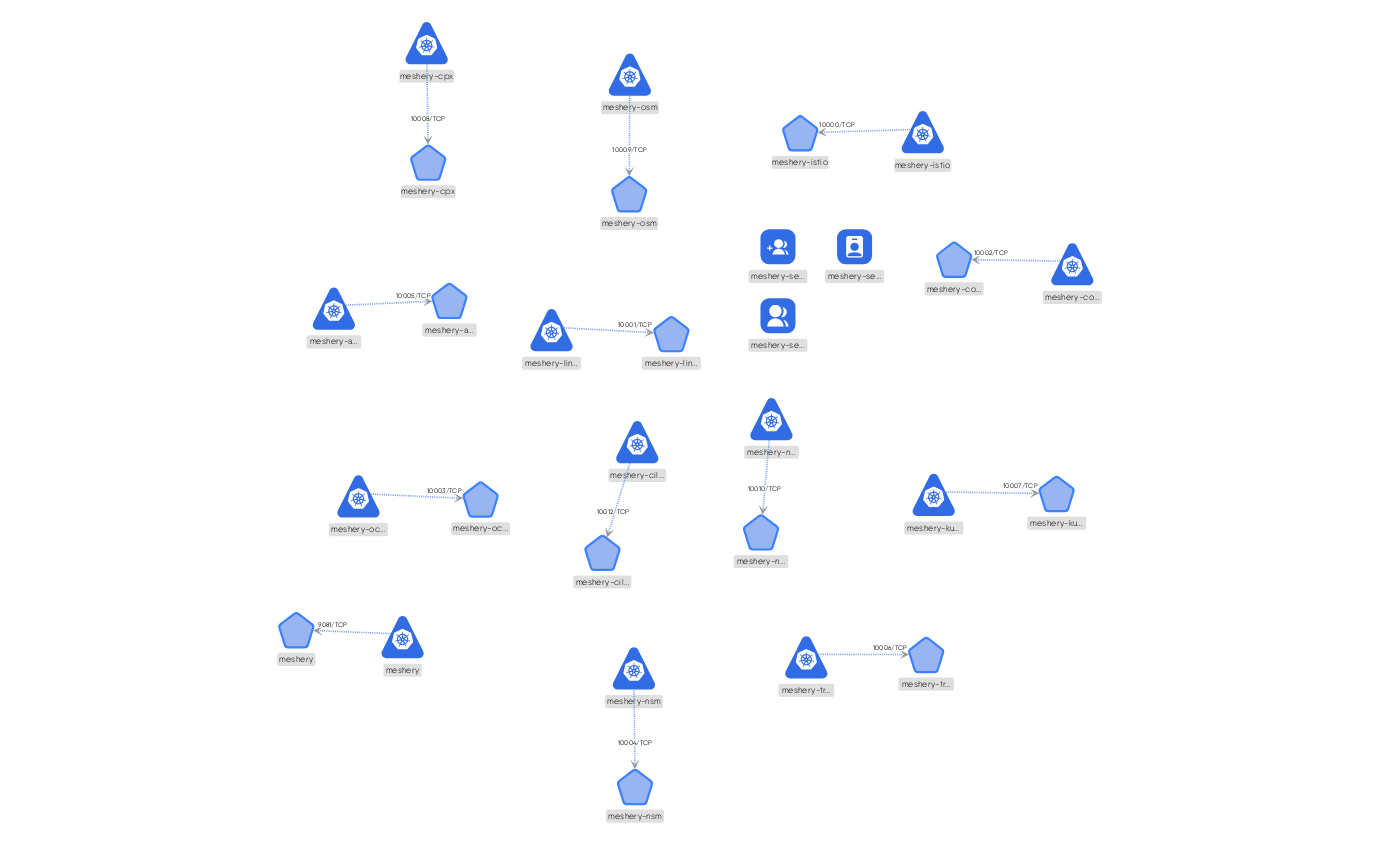 meshery-cpx
10008/TCP
meshery-cpx
meshery-osm
10009/TCP
meshery-osm
10000/TCP
meshery-istio
meshery-istio
meshery-se...
meshery-se...
meshery-se...
10002/TCP
meshery-co...
meshery-co...
10005/TCP
meshery-a...
meshery-a...
10001/TCP
meshery-lin...
meshery-lin...
meshery-cil...
10012/TCP
meshery-cil...
meshery-n...
10010/TCP
meshery-n...
10003/TCP
meshery-oc...
meshery-oc...
10007/TCP
meshery-ku...
meshery-ku...
9081/TCP
meshery
meshery
meshery-nsm
10004/TCP
meshery-nsm
10006/TCP
meshery-tr...
meshery-tr...